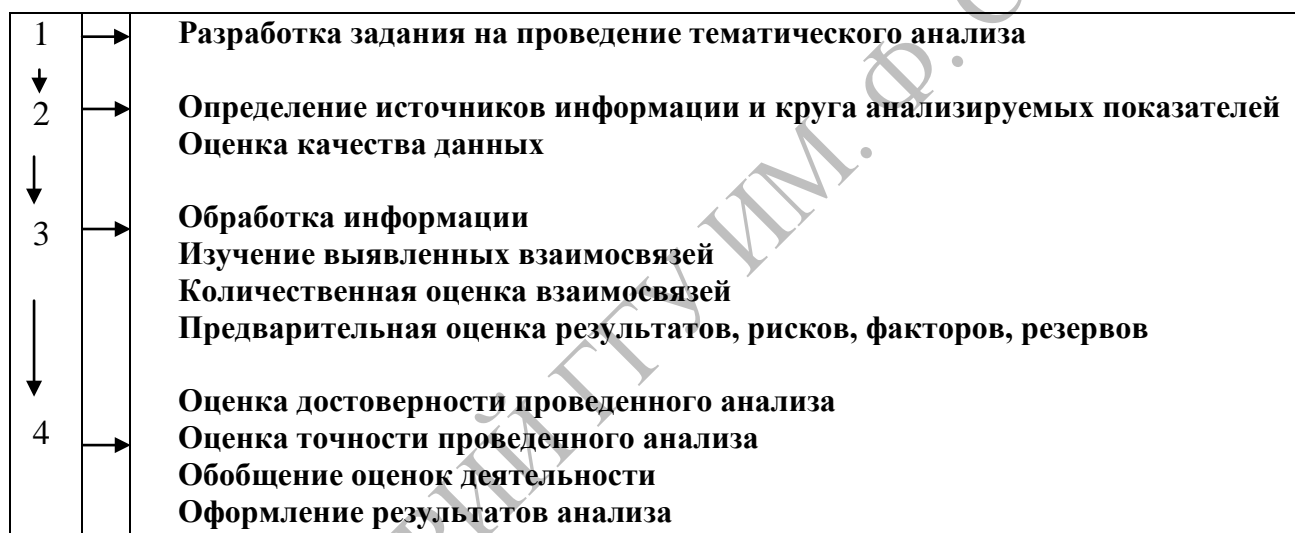 1 Разработка задания на проведение тематического анализа
2 Определение источников информации и круга анализируемых показателей
Оценка качества данных
Обработка информации
3
Изучение выявленных взаимосвязей
Количественная оценка взаимосвязей
Предварительная оценка результатов, рисков, факторов, резервов
Оценка достоверности проведенного анализа
4 Оценка точности проведенного анализа
Обобщение оценок деятельности
Оформление результатов анализа
ГГУ ИМ. Ф.